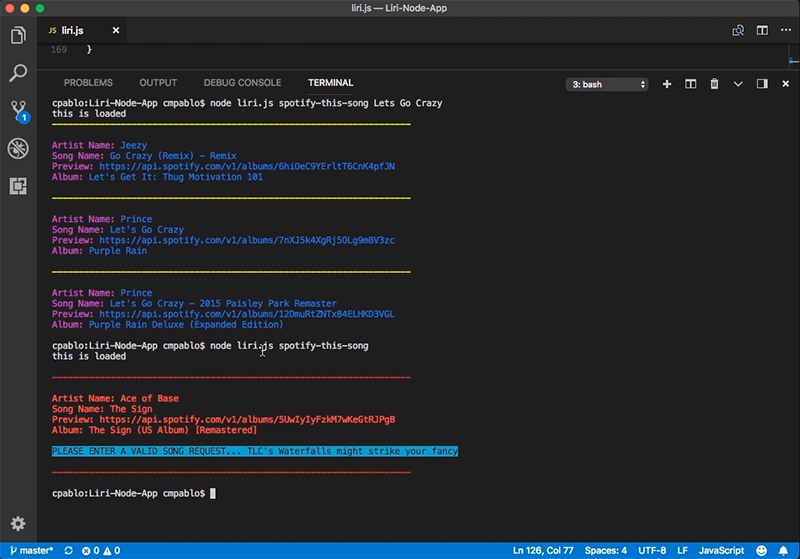 liri.js — Liri-Node-App
JS liri.js ×
169 }
PROBLEMS OUTPUT DEBUG CONSOLE TERMINAL 3: bash
cpablo:Liri-Node-App cmpablo$ node liri.js spotify-this-song Lets Go Crazy
this is loaded
Artist Name: Jeezy
Song Name: Go Crazy (Remix) - Remix
Preview: https://api.spotify.com/v1/albums/6hiOeC9YErltT6CnK4pfJN
Album: Let's Get It: Thug Motivation 101
Artist Name: Prince
Song Name: Let's Go Crazy
Preview: https://api.spotify.com/v1/albums/7nXJ5k4XgRj5OLg9m8V3zc
Album: Purple Rain
Artist Name: Prince
Song Name: Let's Go Crazy - 2015 Paisley Park Remaster
Preview: https://api.spotify.com/v1/albums/12DmuRtZNTx84ELHKD3VGL
Album: Purple Rain Deluxe (Expanded Edition)
cpablo:Liri-Node-App cmpablo$ node liri.js spotify-this-song
this is loaded
Artist Name: Ace of Base
Song Name: The Sign
Preview: https://api.spotify.com/v1/albums/5UwIyIyFzkM7wKeGtRJPgB
Album: The Sign (US Album) [Remastered]
PLEASE ENTER A VALID SONG REQUEST... TLC's Waterfalls might strike your fancy
cpablo:Liri-Node-App cmpablo$
1
master* 0 0 Ln 126, Col 77 Spaces: 4 UTF-8 LF JavaScript